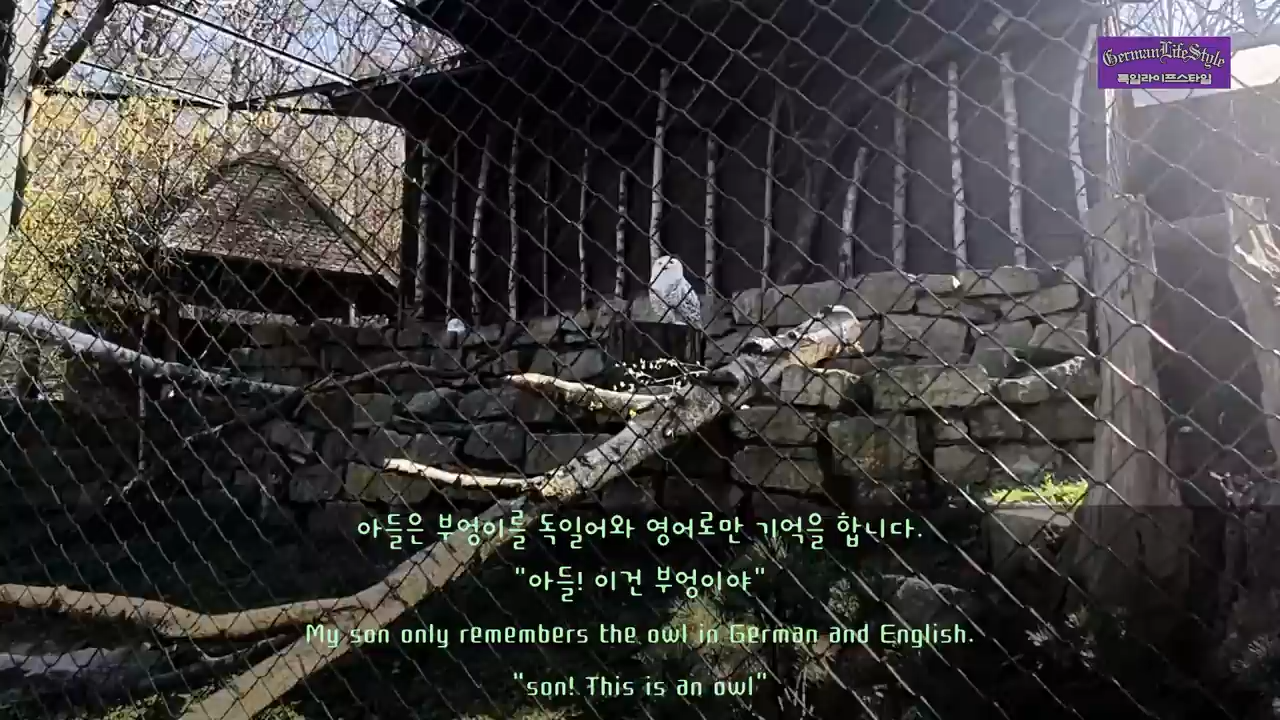 GermanLifeStyle
독일라이프스타일
아들은 부엉이를 독일어와 영어로만 기억을 합니다.
"아들! 이건 부엉이야"
My son only remembers the owl in German and English.
"son! This is an owl"